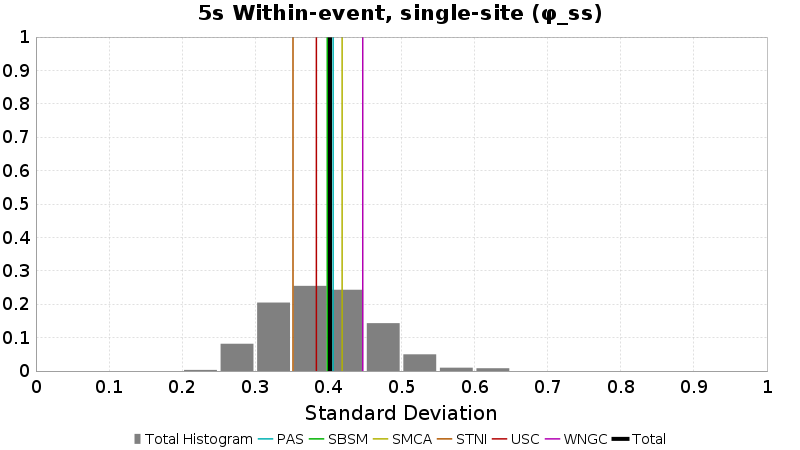 5s Within-event, single-site (φ_ss)
1
0.9
0.8
0.7
0.6
0.5
0.4
0.3
0.2
0.1
0
0 0.1 0.2 0.3 0.4 0.5 0.6 0.7 0.8 0.9 1
Standard Deviation
Total Histogram PAS SBSM SMCA STNI USC WNGC Total